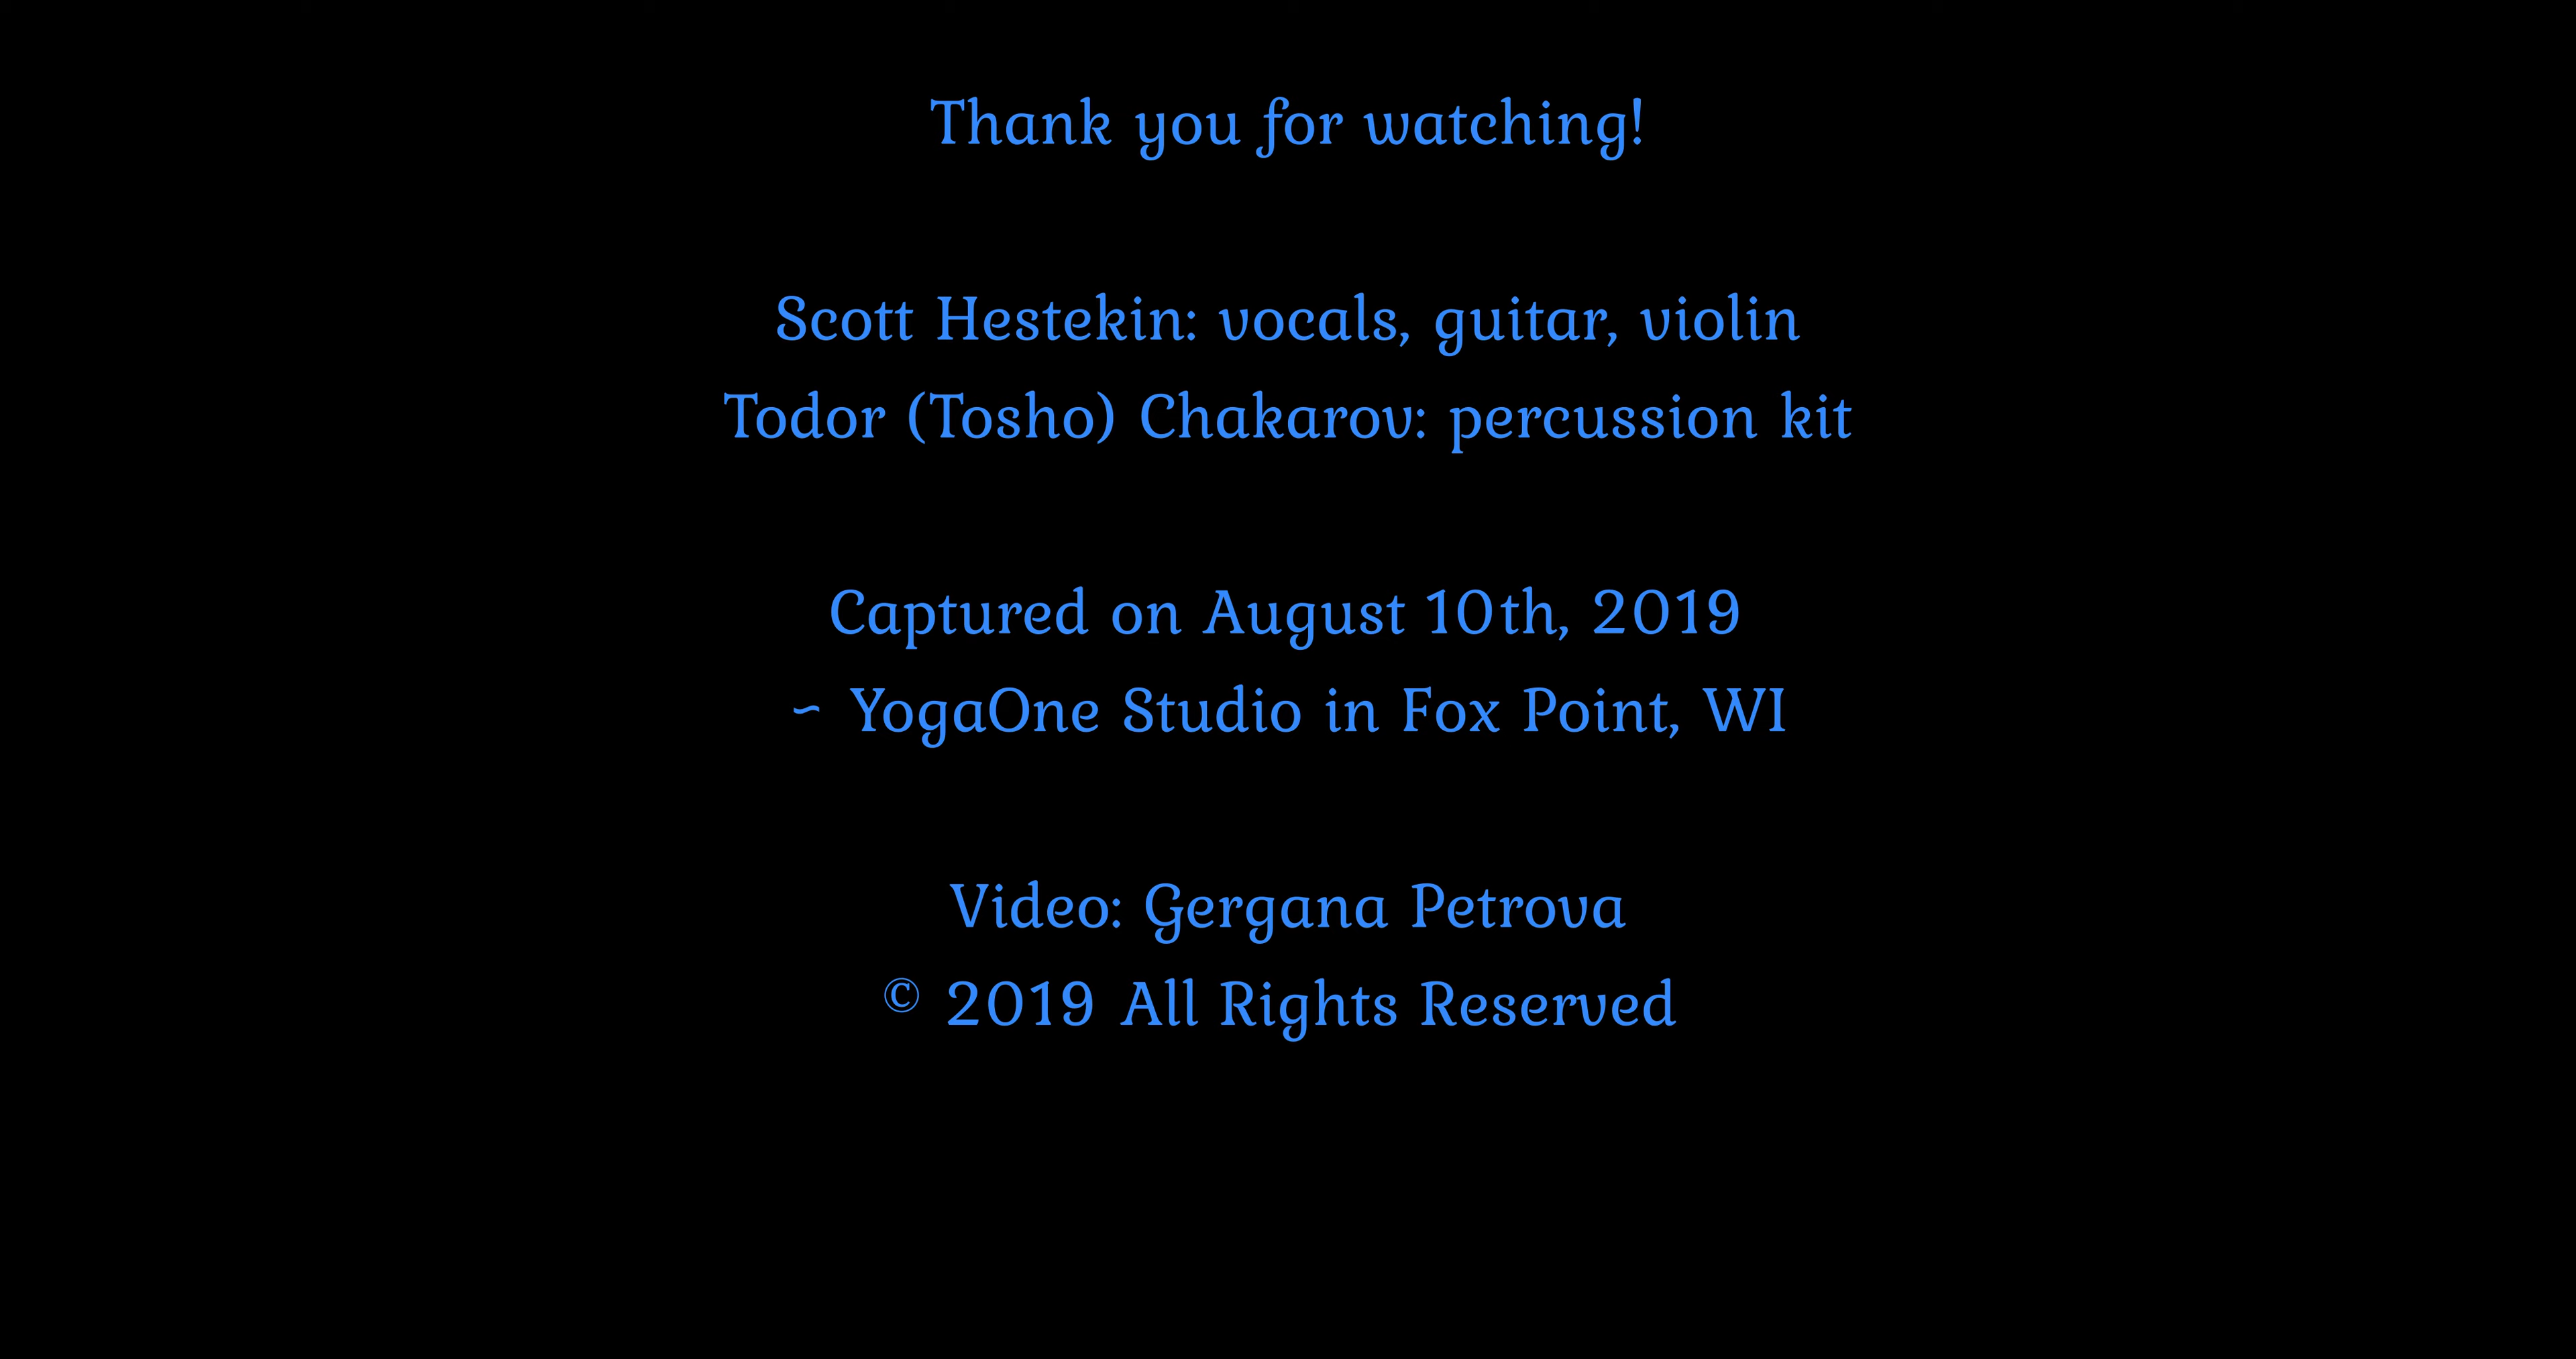 Thank you for watching!
Scott Hestekin: vocals, guitar, violin
Todor (Tosho) Chakarov: percussion kit
Captured on August 10th, 2019
~ YogaOne Studio in Fox Point, WI
Video: Gergana Petrova
© 2019 All Rights Reserved